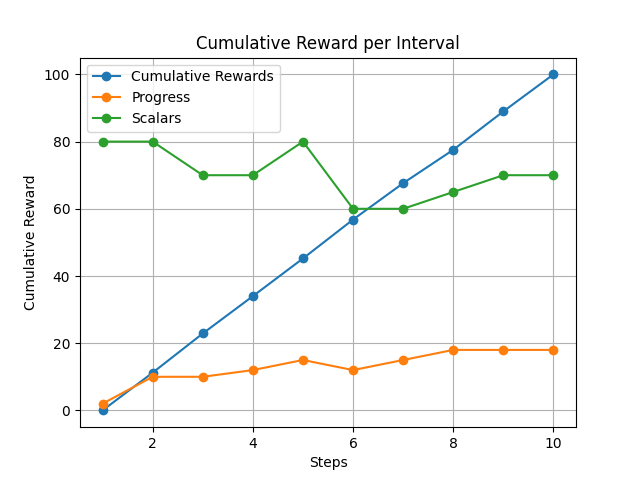 Cumulative Reward per Interval
Cumulative Rewards
Progress
Scalars
Cumulative Reward
100
80
60
40
20
0
2 4 6 8 10
Steps